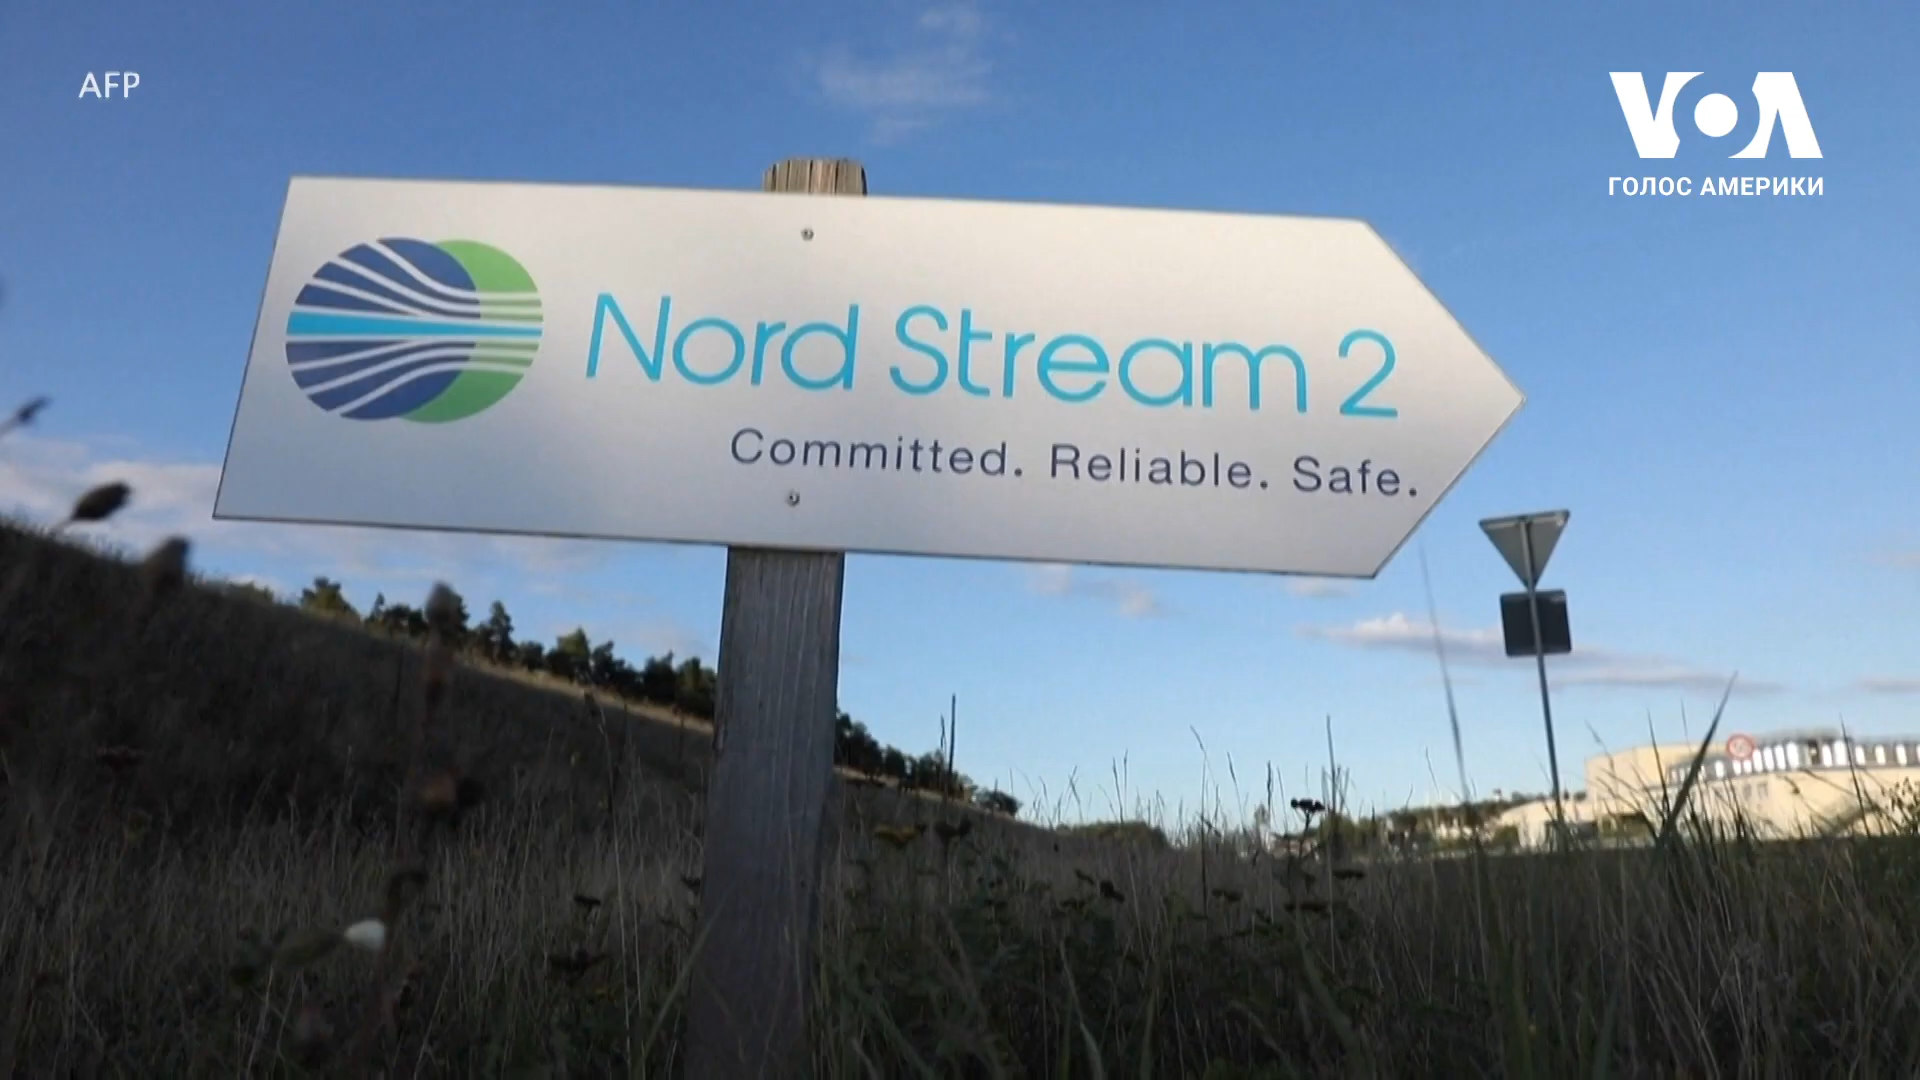 AFP
VOA
ГОЛОС АМЕРИКИ
Nord Stream 2
Committed. Reliable. Safe.